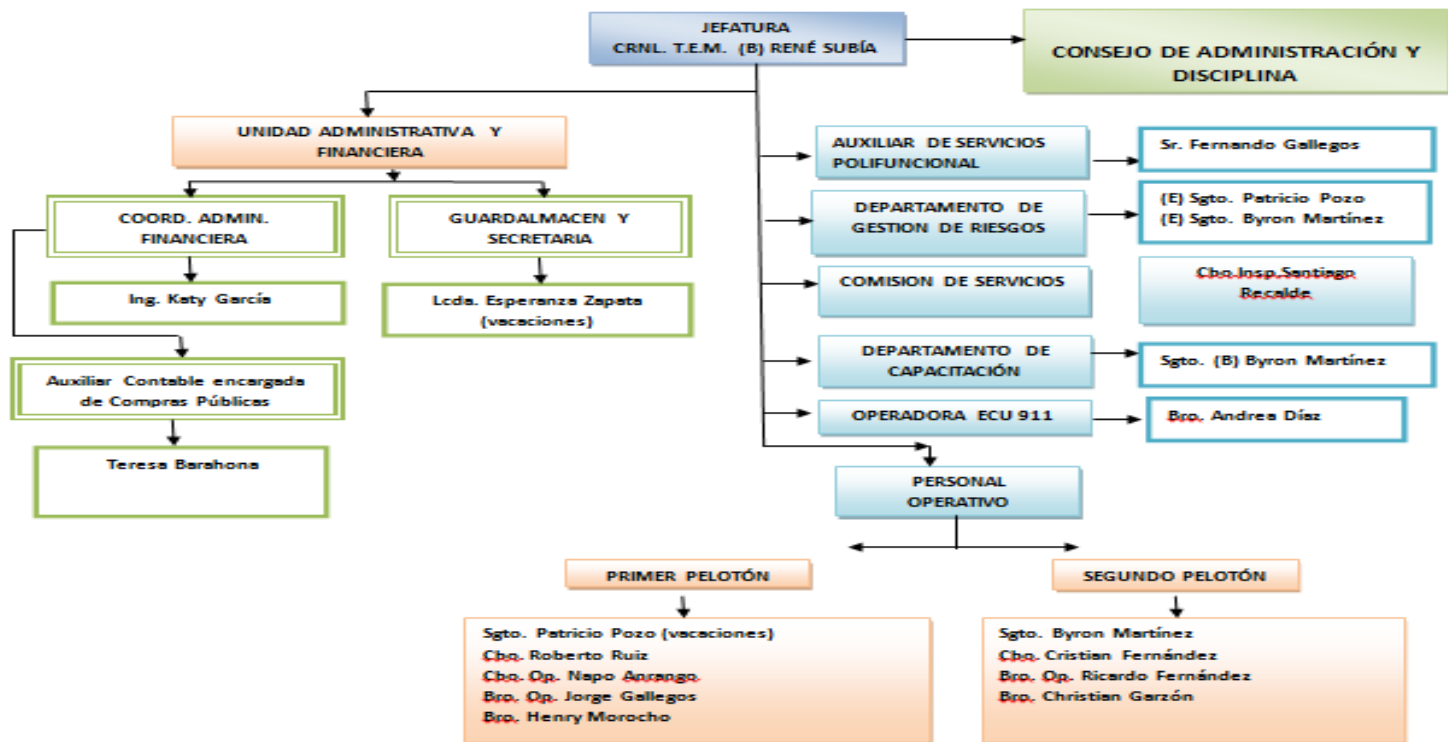 JEFATURA
CRNL. T.E.M. (B) RENÉ SUBÍA
CONSEJO DE ADMINISTRACIÓN Y
DISCIPLINA
UNIDAD ADMINISTRATIVA Y
FINANCIERA
COORD. ADMIN.
FINANCIERA
GUARDALMACEN Y
SECRETARIA
Ing. Katy García
Lcda. Esperanza Zapata
(vacaciones)
Auxiliar Contable encargada
de Compras Públicas
Teresa Barahona
AUXILIAR DE SERVICIOS
POLIFUNCIONAL
Sr. Fernando Gallegos
DEPARTAMENTO DE
GESTION DE RIESGOS
(E) Sgto. Patricio Pozo
(E) Sgto. Byron Martínez
COMISION DE SERVICIOS
Cbo.Insp.Santiago
Recalde
DEPARTAMENTO DE
CAPACITACIÓN
Sgto. (B) Byron Martínez
OPERADORA ECU 911
Bro. Andrea Díaz
PERSONAL
OPERATIVO
PRIMER PELOTÓN
Sgto. Patricio Pozo (vacaciones)
Cbo. Roberto Ruiz
Cbo. Op. Napo Anrango
Bro. Op. Jorge Gallegos
Bro. Henry Morocho
SEGUNDO PELOTÓN
Sgto. Byron Martínez
Cbo. Cristian Fernández
Bro. Op. Ricardo Fernández
Bro. Christian Garzón